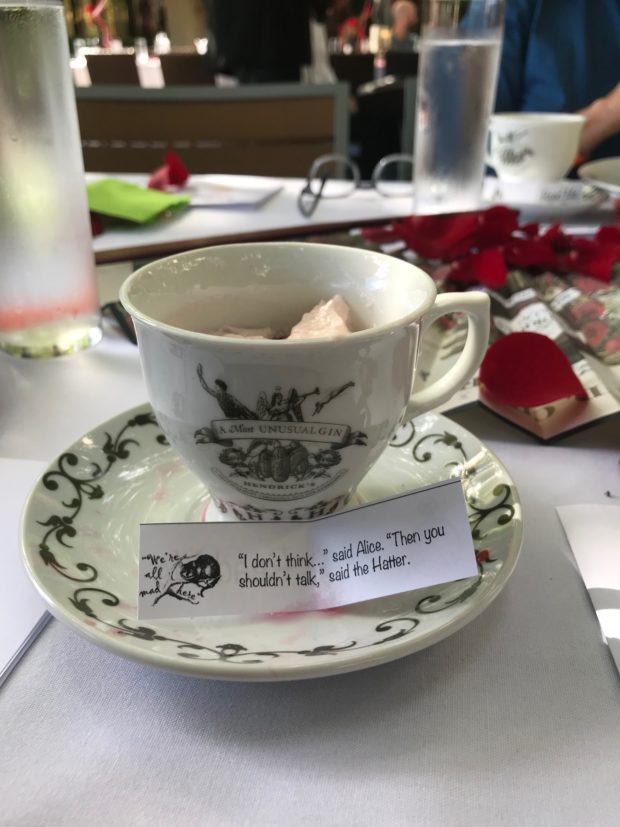 A Most UNUSUAL GIN
HENDRICK'S
"We're
all
mad
here"
"I don't think..." said Alice. "Then you
shouldn't talk," said the Hatter.